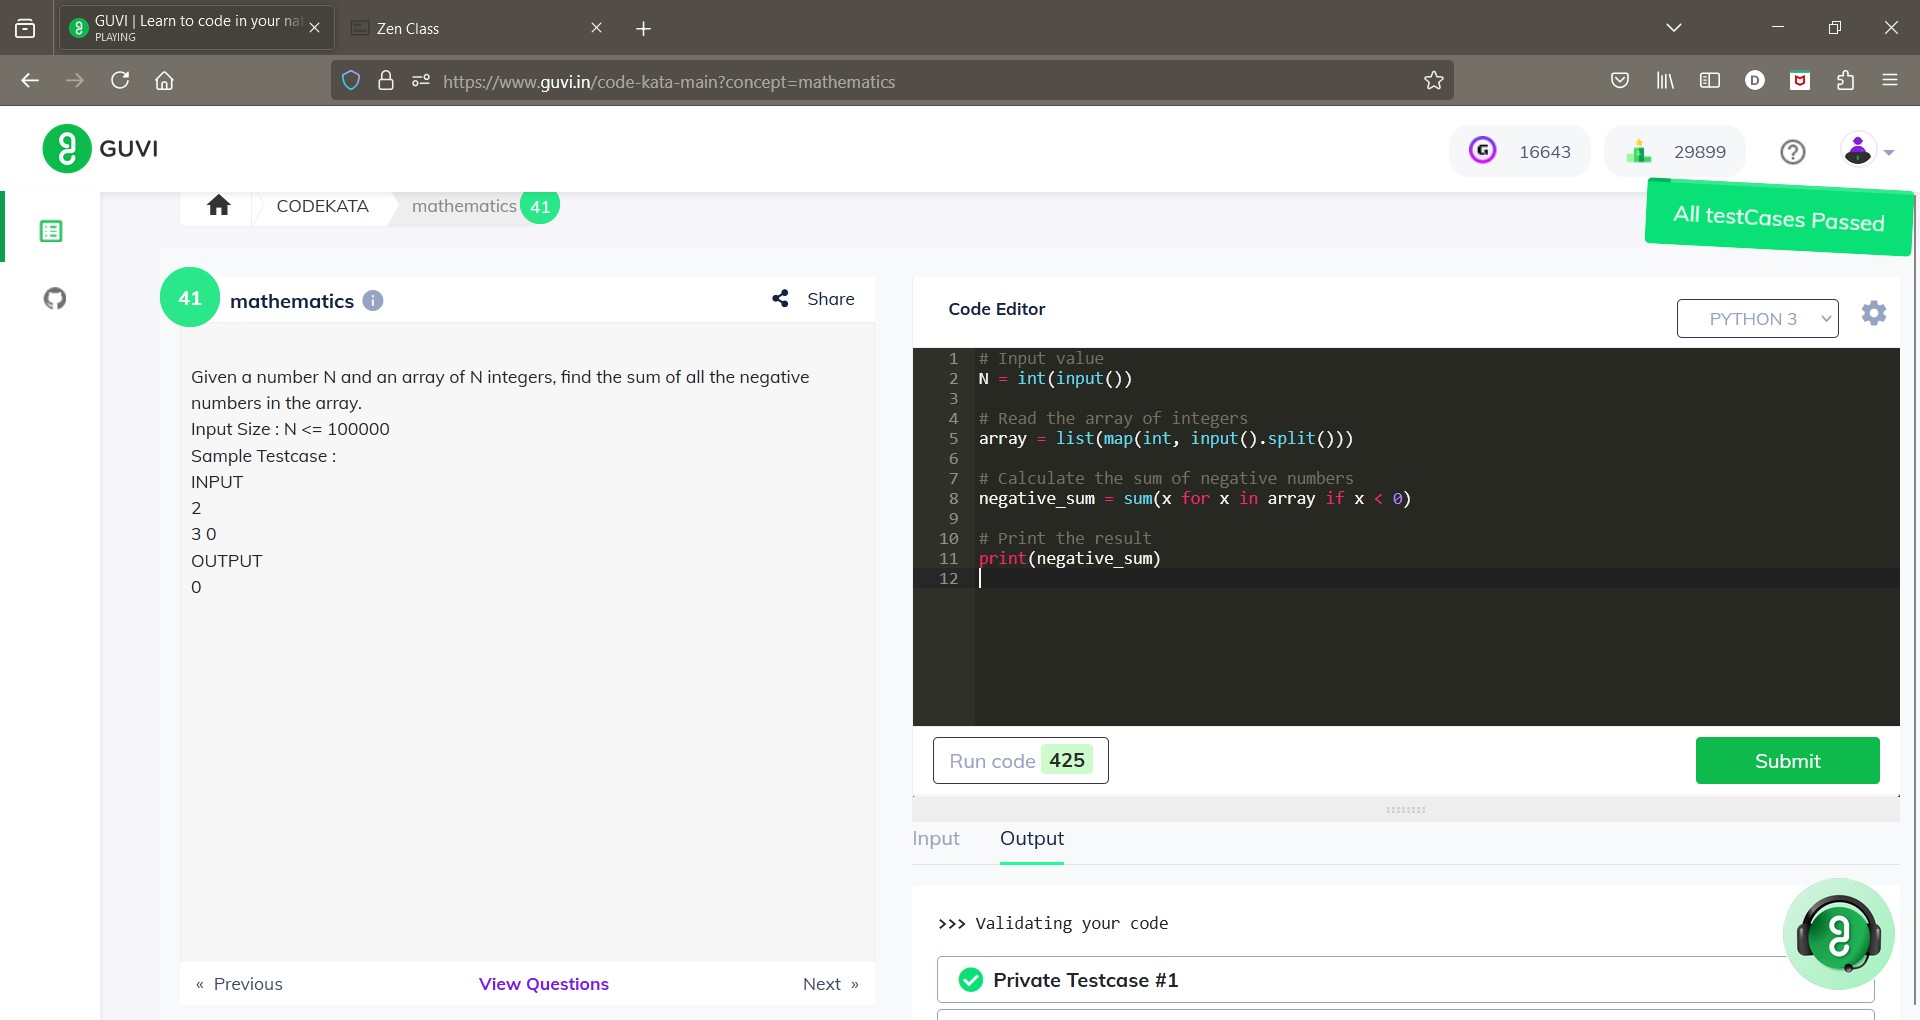 GUVI | Learn to code in your nat
PLAYING
Zen Class
https://www.guvi.in/code-kata-main?concept=mathematics
D
GUVI
G
16643
29899
All testCases Passed
CODEKATA
mathematics
41
41
mathematics
Share
Given a number N and an array of N integers, find the sum of all the negative
numbers in the array.
Input Size : N <= 100000
Sample Testcase :
INPUT
2
3 0
OUTPUT
0
« Previous
View Questions
Next »
Code Editor
PYTHON 3
1 # Input value
2 N = int(input())
3
4 # Read the array of integers
5 array = list(map(int, input().split()))
6
7 # Calculate the sum of negative numbers
8 negative_sum = sum(x for x in array if x < 0)
9
10 # Print the result
11 print(negative_sum)
12
Run code 425
Submit
Input
Output
>>> Validating your code
Private Testcase #1